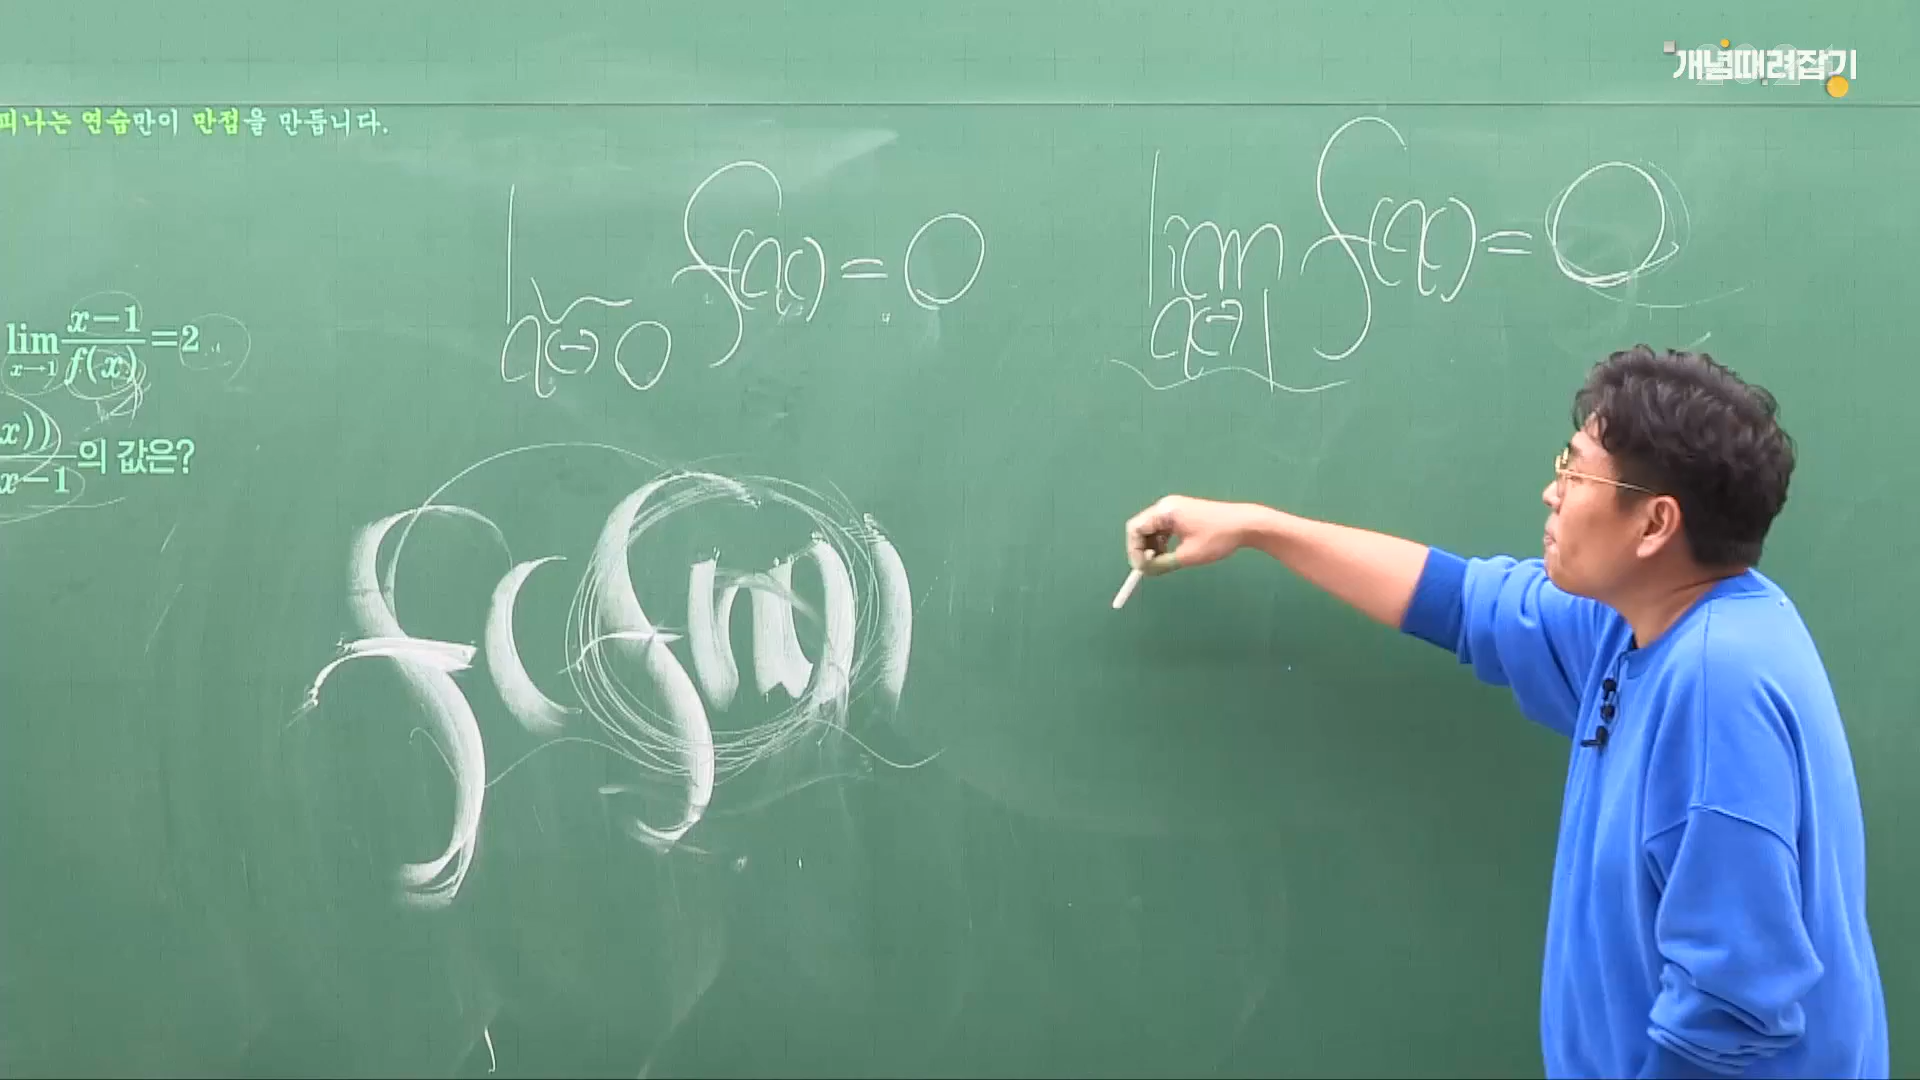 개념때려잡기
피나는 연습만이 만점을 만듭니다.
lim x→0 f(x)=0
lim x→1 f(x)=0
lim x→1 x-1/f(x)=2
x))/x-1의 값은?
f(f(x))